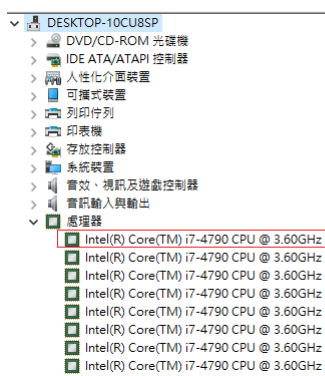 DESKTOP-10CU8SP
DVD/CD-ROM 光碟機
IDE ATA/ATAPI 控制器
人性化介面裝置
可攜式裝置
列印佇列
印表機
存放控制器
系統裝置
音效、視訊及遊戲控制器
音訊輸入與輸出
處理器
Intel(R) Core(TM) i7-4790 CPU @ 3.60GHz
Intel(R) Core(TM) i7-4790 CPU @ 3.60GHz
Intel(R) Core(TM) i7-4790 CPU @ 3.60GHz
Intel(R) Core(TM) i7-4790 CPU @ 3.60GHz
Intel(R) Core(TM) i7-4790 CPU @ 3.60GHz
Intel(R) Core(TM) i7-4790 CPU @ 3.60GHz
Intel(R) Core(TM) i7-4790 CPU @ 3.60GHz
Intel(R) Core(TM) i7-4790 CPU @ 3.60GHz